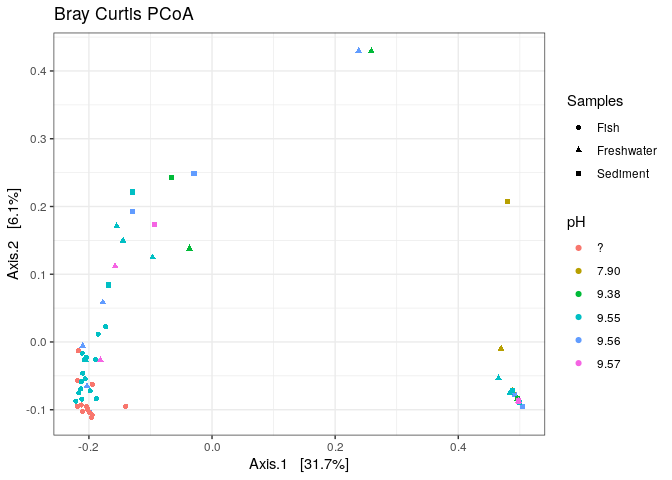 Bray Curtis PCoA
0.4
0.3
0.2
0.1
0.0
-0.1
-0.2
0.0
0.2
0.4
Axis.1 [31.7%]
Axis.2 [6.1%]
Samples
Fish
Freshwater
Sediment
pH
?
7.90
9.38
9.55
9.56
9.57